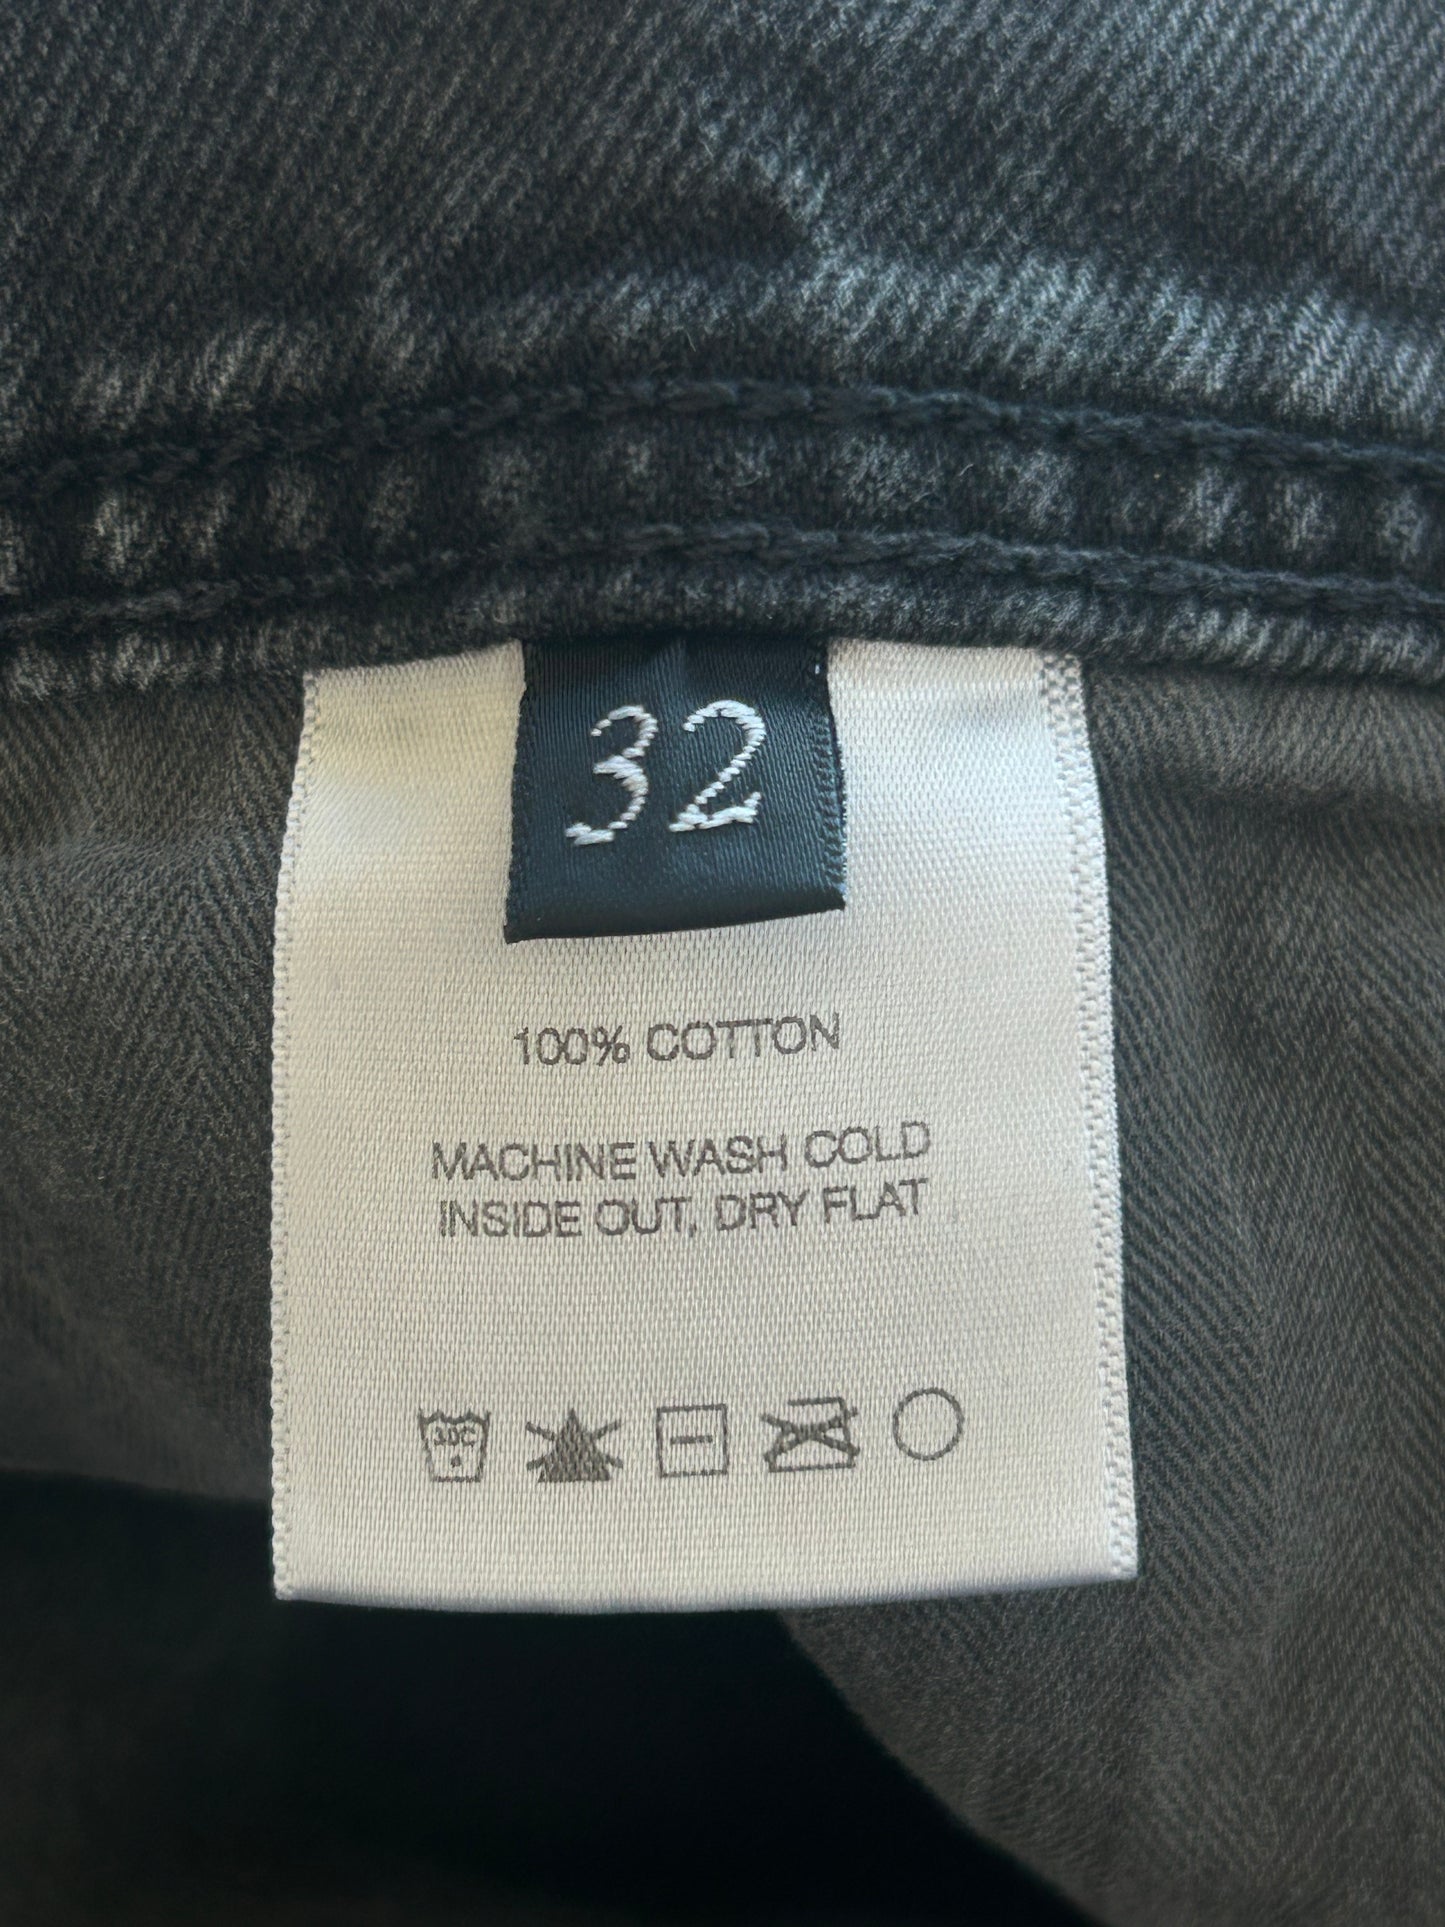 32
100% COTTON
MACHINE WASH COLD
INSIDE OUT, DRY FLAT
30C